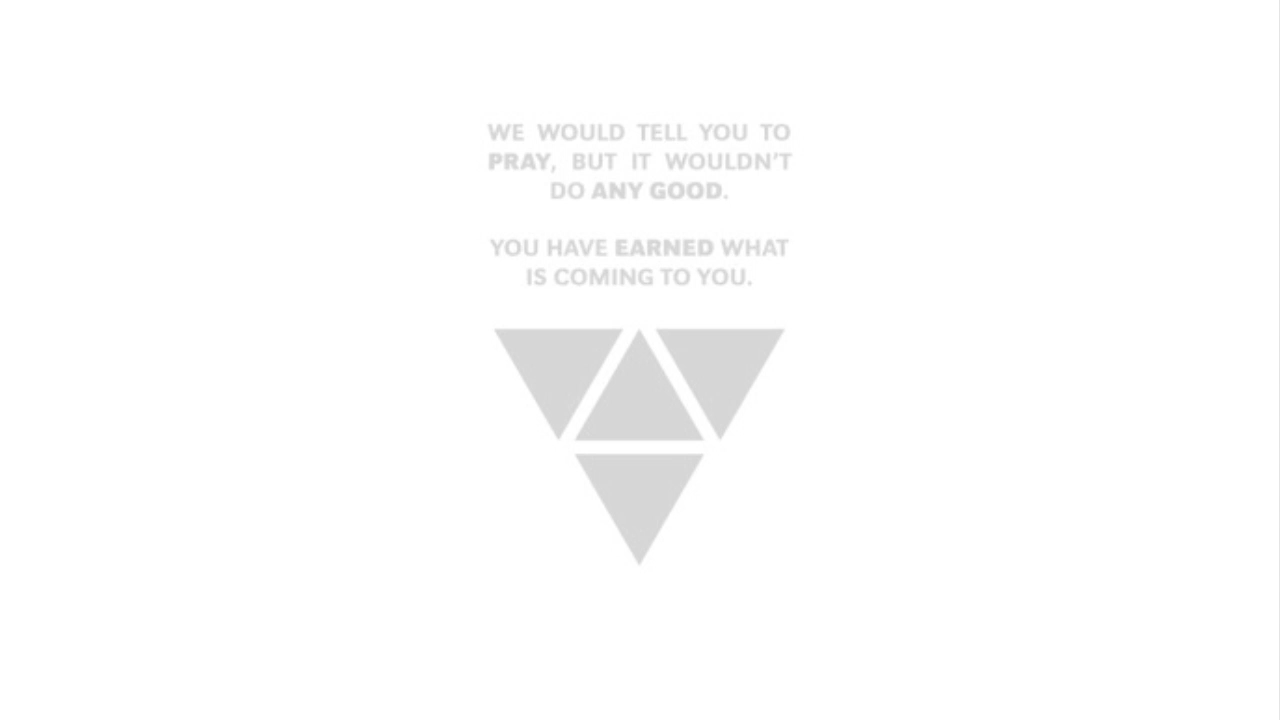 WE WOULD TELL YOU TO
PRAY, BUT IT WOULDN'T
DO ANY GOOD.
YOU HAVE EARNED WHAT
IS COMING TO YOU.